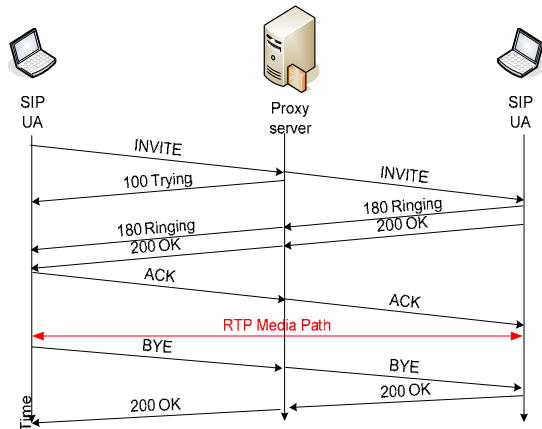 SIP
UA
Proxy
server
SIP
UA
INVITE
INVITE
100 Trying
180 Ringing
180 Ringing
200 OK
200 OK
ACK
ACK
RTP Media Path
BYE
BYE
200 OK
200 OK
Time